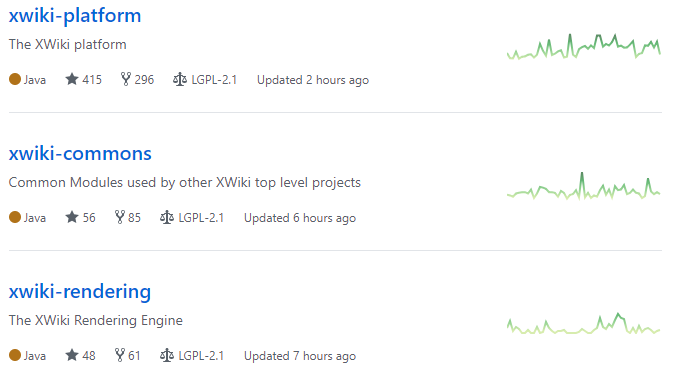 xwiki-platform
The XWiki platform
Java 415 296 LGPL-2.1 Updated 2 hours ago
xwiki-commons
Common Modules used by other XWiki top level projects
Java 56 85 LGPL-2.1 Updated 6 hours ago
xwiki-rendering
The XWiki Rendering Engine
Java 48 61 LGPL-2.1 Updated 7 hours ago